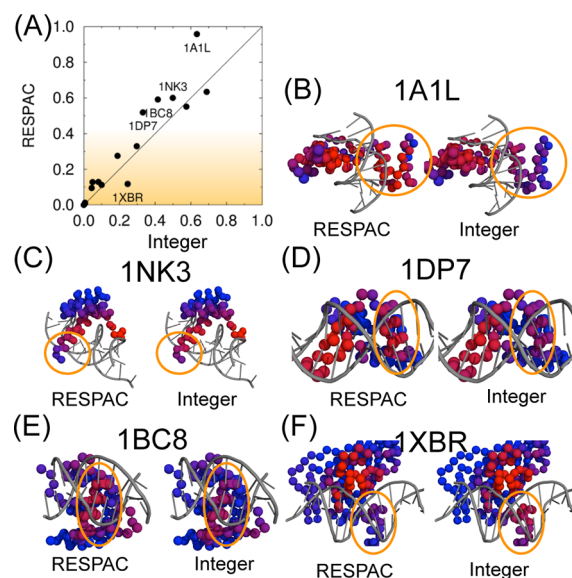 (A)
1.0
0.8
0.6
0.4
0.2
0.0
RESPAC
1A1L
1NK3
1BC8
1DP7
1XBR
0.0 0.2 0.4 0.6 0.8 1.0
Integer
(B) 1A1L
RESPAC Integer
(C) 1NK3
RESPAC Integer
(D) 1DP7
RESPAC Integer
(E) 1BC8
RESPAC Integer
(F) 1XBR
RESPAC Integer